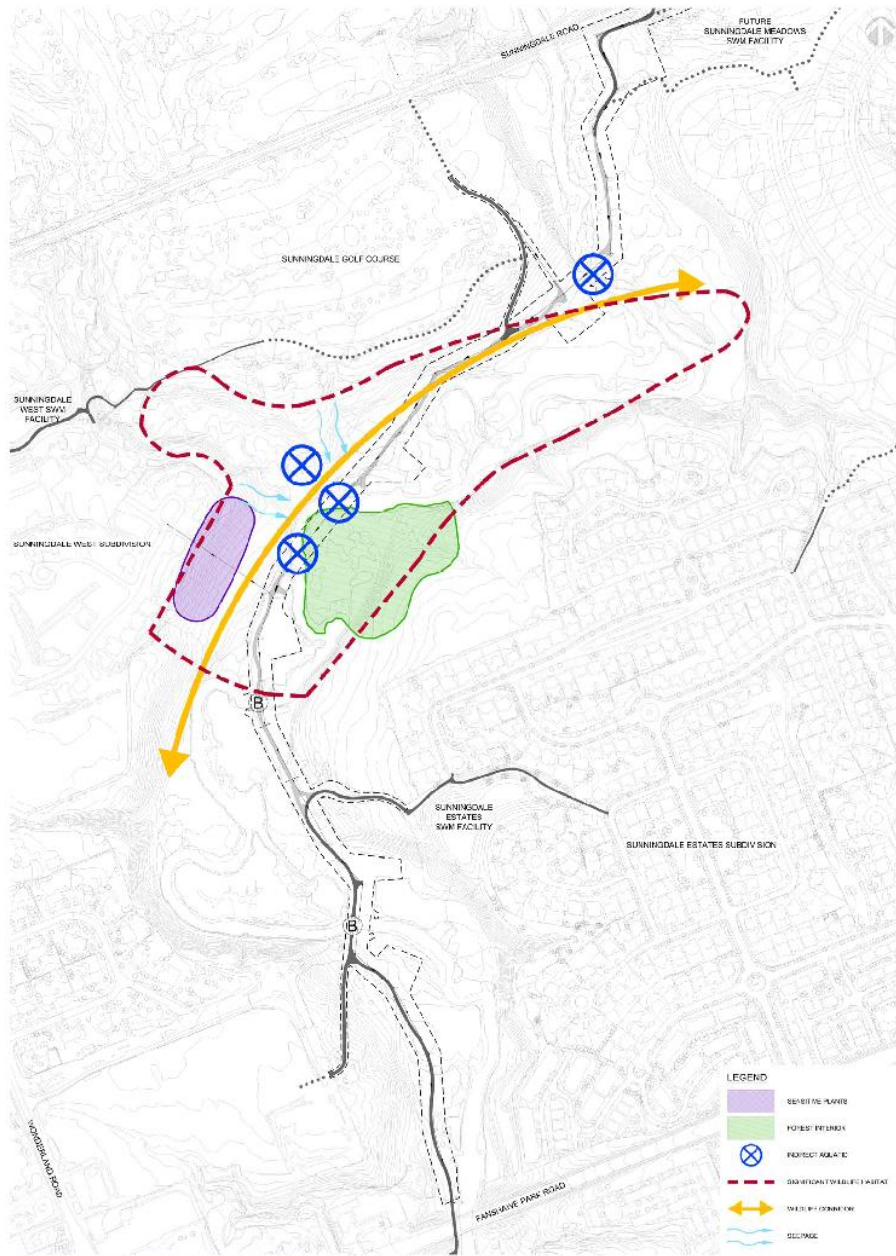 FUTURE
SUNNINGDALE MEADOWS
SWM FACILITY
SUNNINGDALE ROAD
SUNNINGDALE GOLF COURSE
SUNNINGDALE
WEST SWM
FACILITY
SUNNINGDALE WEST SUBDIVISION
B
SUNNINGDALE
ESTATES
SWM FACILITY
SUNNINGDALE ESTATES SUBDIVISION
B
WONDERLAND ROAD
FANSHAWE PARK ROAD
LEGEND
SENSITIVE PLANTS
FOREST INTERIOR
INDIRECT AQUATIC
SIGNIFICANT WILDLIFE HABITAT
WILDLIFE CORRIDOR
SEEPAGE